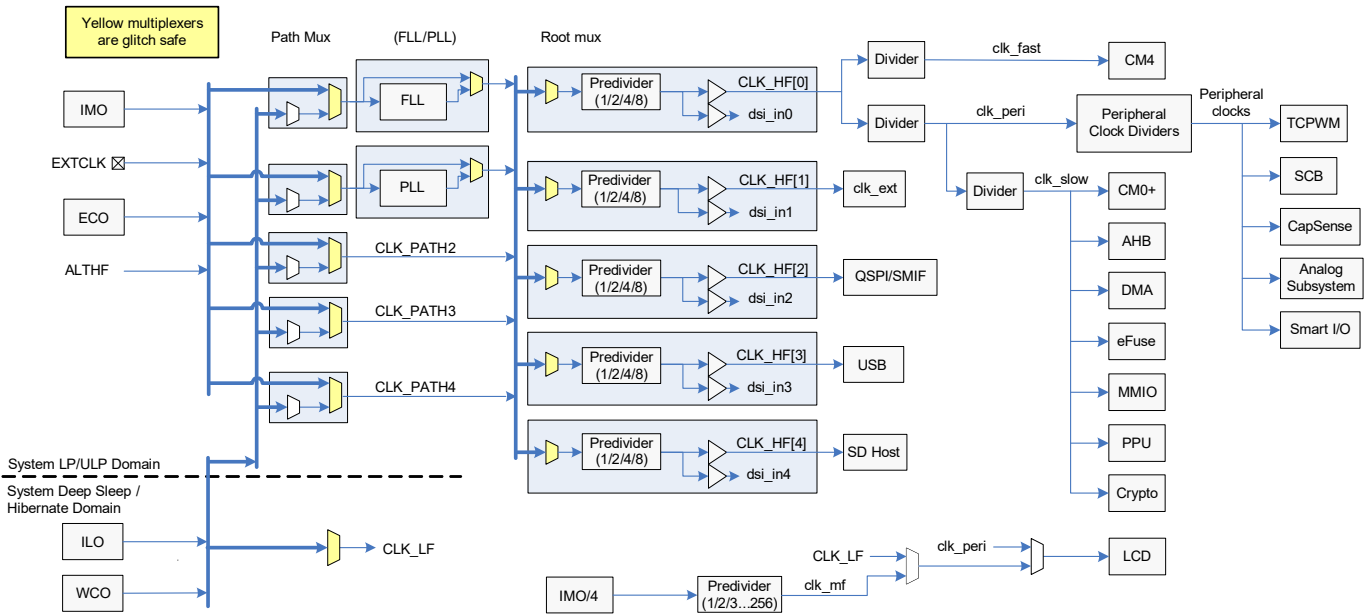 Yellow multiplexers
are glitch safe
Path Mux
(FLL/PLL)
Root mux
IMO
EXTCLK
ECO
ALTHF
FLL
PLL
CLK_PATH2
CLK_PATH3
CLK_PATH4
Predivider
(1/2/4/8)
CLK_HF[0]
dsi_in0
Predivider
(1/2/4/8)
CLK_HF[1]
dsi_in1
clk_ext
Predivider
(1/2/4/8)
CLK_HF[2]
dsi_in2
QSPI/SMIF
Predivider
(1/2/4/8)
CLK_HF[3]
dsi_in3
USB
Predivider
(1/2/4/8)
CLK_HF[4]
dsi_in4
SD Host
Divider
clk_fast
CM4
Divider
clk_peri
Peripheral
Clock Dividers
Peripheral
clocks
TCPWM
SCB
CapSense
Analog
Subsystem
Smart I/O
Divider
clk_slow
CM0+
AHB
DMA
eFuse
MMIO
PPU
Crypto
System LP/ULP Domain
System Deep Sleep /
Hibernate Domain
ILO
WCO
CLK_LF
IMO/4
Predivider
(1/2/3...256)
clk_mf
CLK_LF
clk_peri
LCD